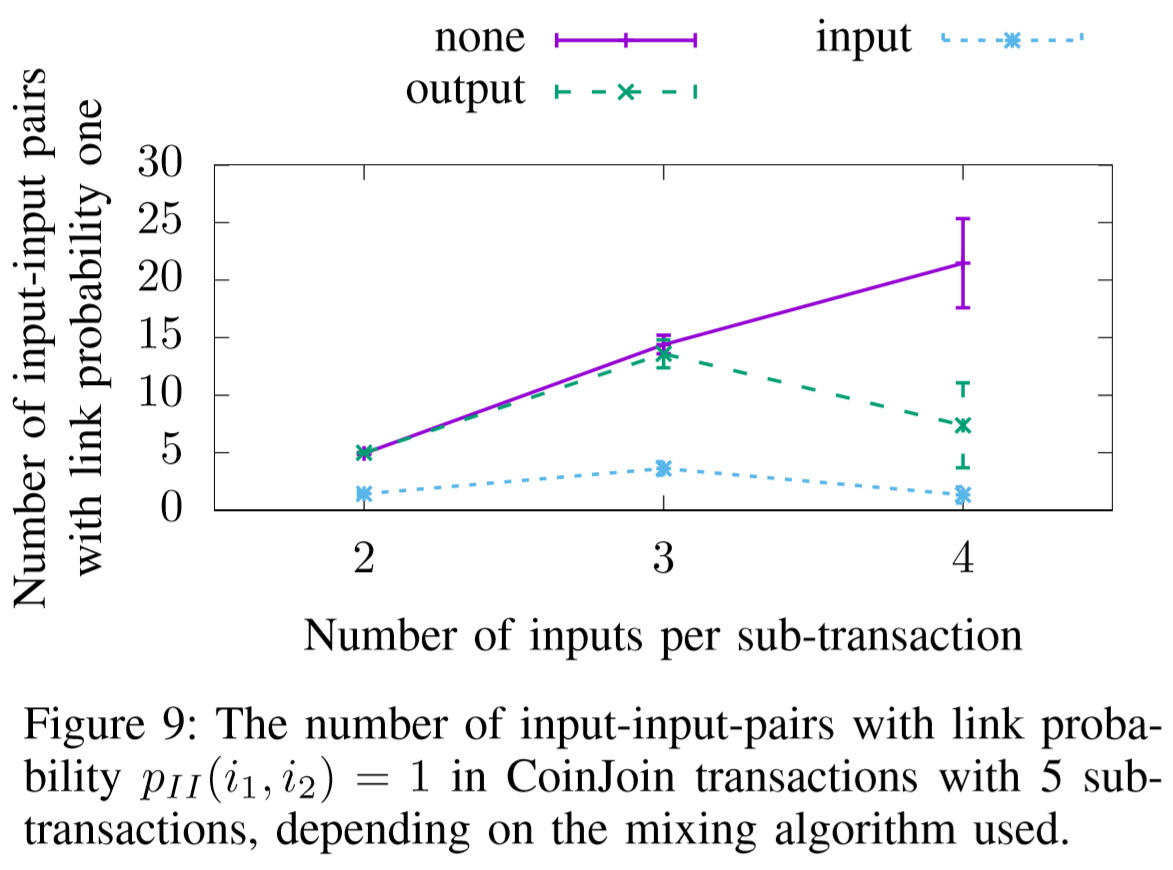 none
input
output
Number of input-input pairs
with link probability one
30
25
20
15
10
5
0
2
3
4
Number of inputs per sub-transaction
Figure 9: The number of input-input-pairs with link proba-
bility p_{II}(i_1, i_2) = 1 in CoinJoin transactions with 5 sub-
transactions, depending on the mixing algorithm used.